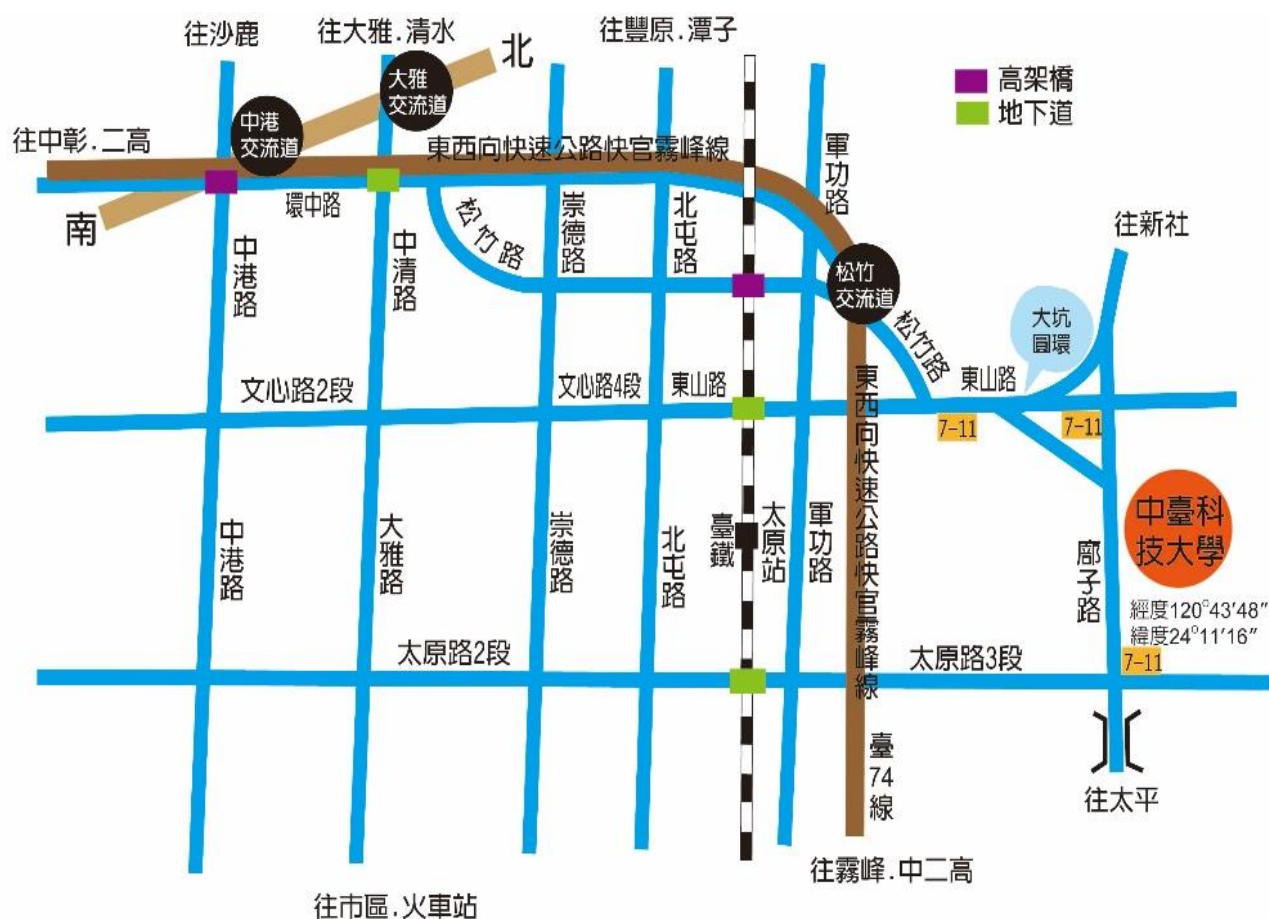 往沙鹿
往大雅.清水
往豐原.潭子
北
大雅
交流道
高架橋
地下道
中港
交流道
往中彰.二高
東西向快速公路快官霧峰線
軍功路
環中路
南
松竹路
崇德路
北屯路
往新社
中港路
中清路
松竹
交流道
松竹路
大坑
圓環
文心路2段
文心路4段
東山路
東山路
7-11
7-11
東西向快速公路快官霧峰線
中港路
大雅路
崇德路
北屯路
臺鐵
太原站
軍功路
中臺科
技大學
廍子路
經度120°43'48"
緯度24°11'16"
太原路2段
太原路3段
7-11
臺74線
往太平
往霧峰.中二高
往市區.火車站